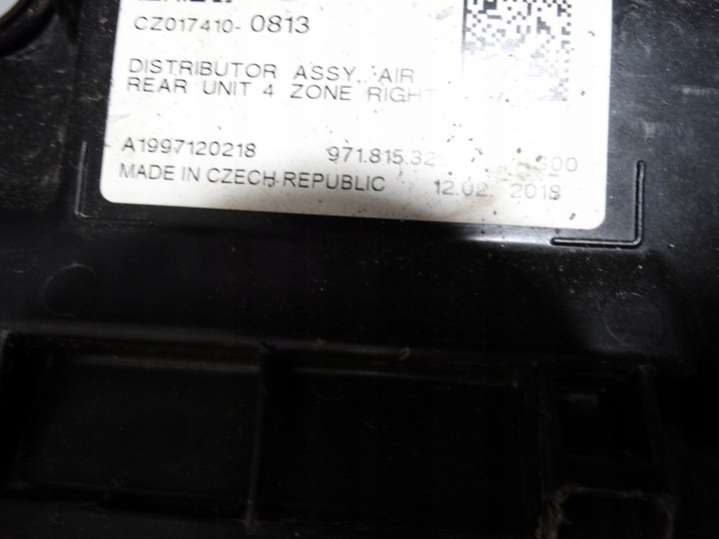 CZ017410- 0813
DISTRIBUTOR ASSY., AIR
REAR UNIT 4 ZONE RIGHT
A1997120218 971.815.32 S00
MADE IN CZECH REPUBLIC 12.02. 2018